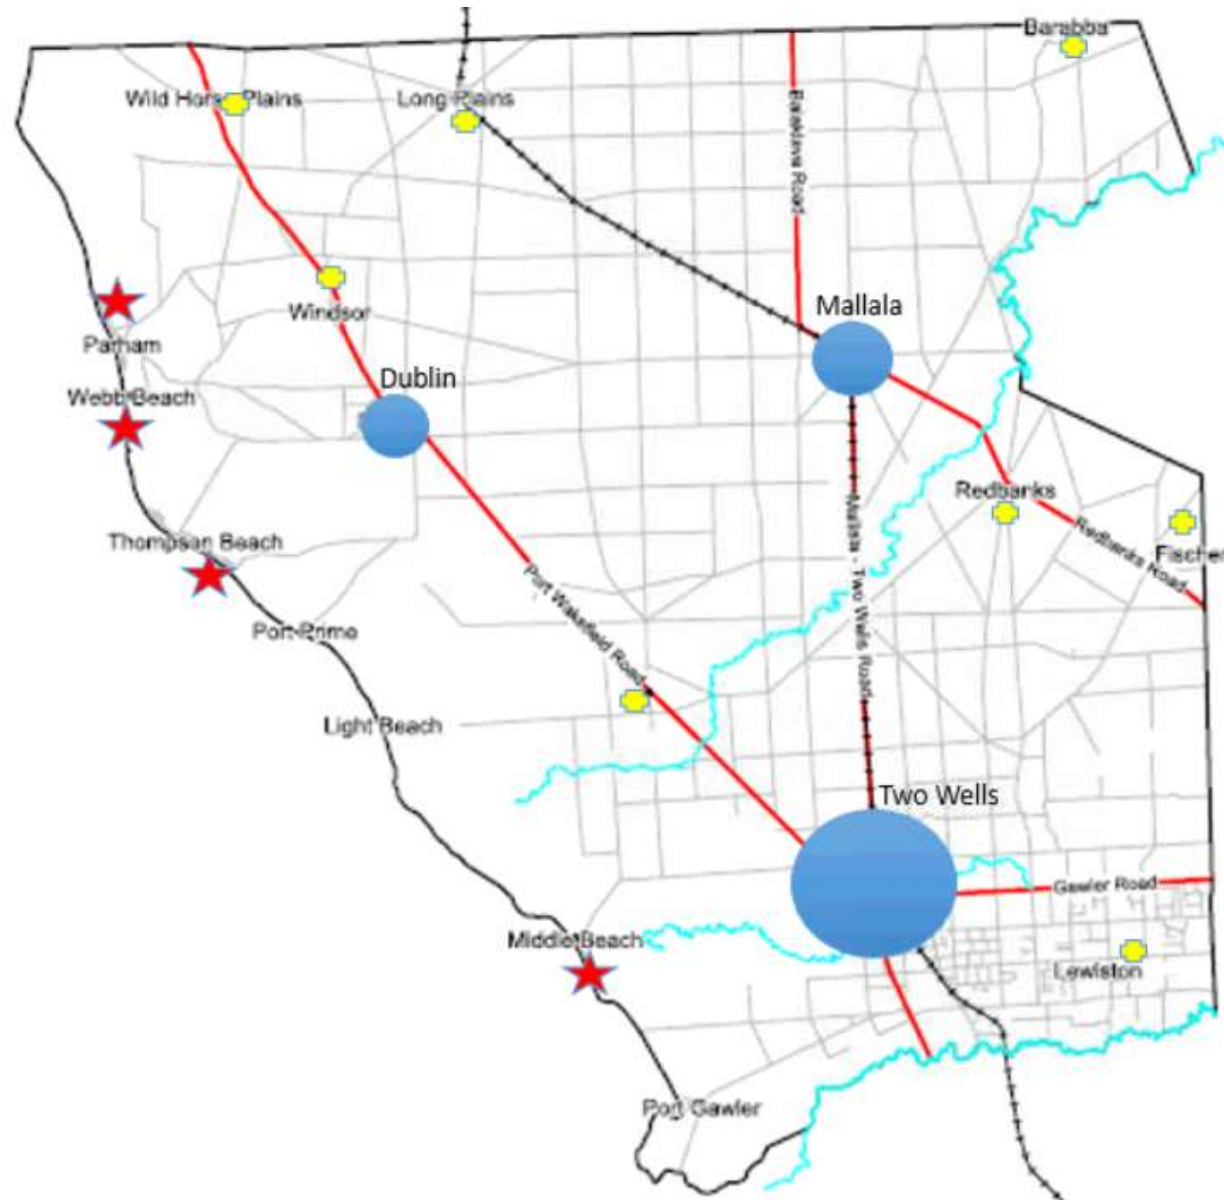 Barabba
Wild Horse Plains
Long Plains
Balaklava Road
Mallala
Windsor
Parham
Dublin
Webb Beach
Redbanks
Redbanks Road
Fischer
Thompson Beach
Mallala - Two Wells Road
Port Wakefield Road
Port Prime
Light Beach
Two Wells
Gawler Road
Middle Beach
Lewiston
Port Gawler